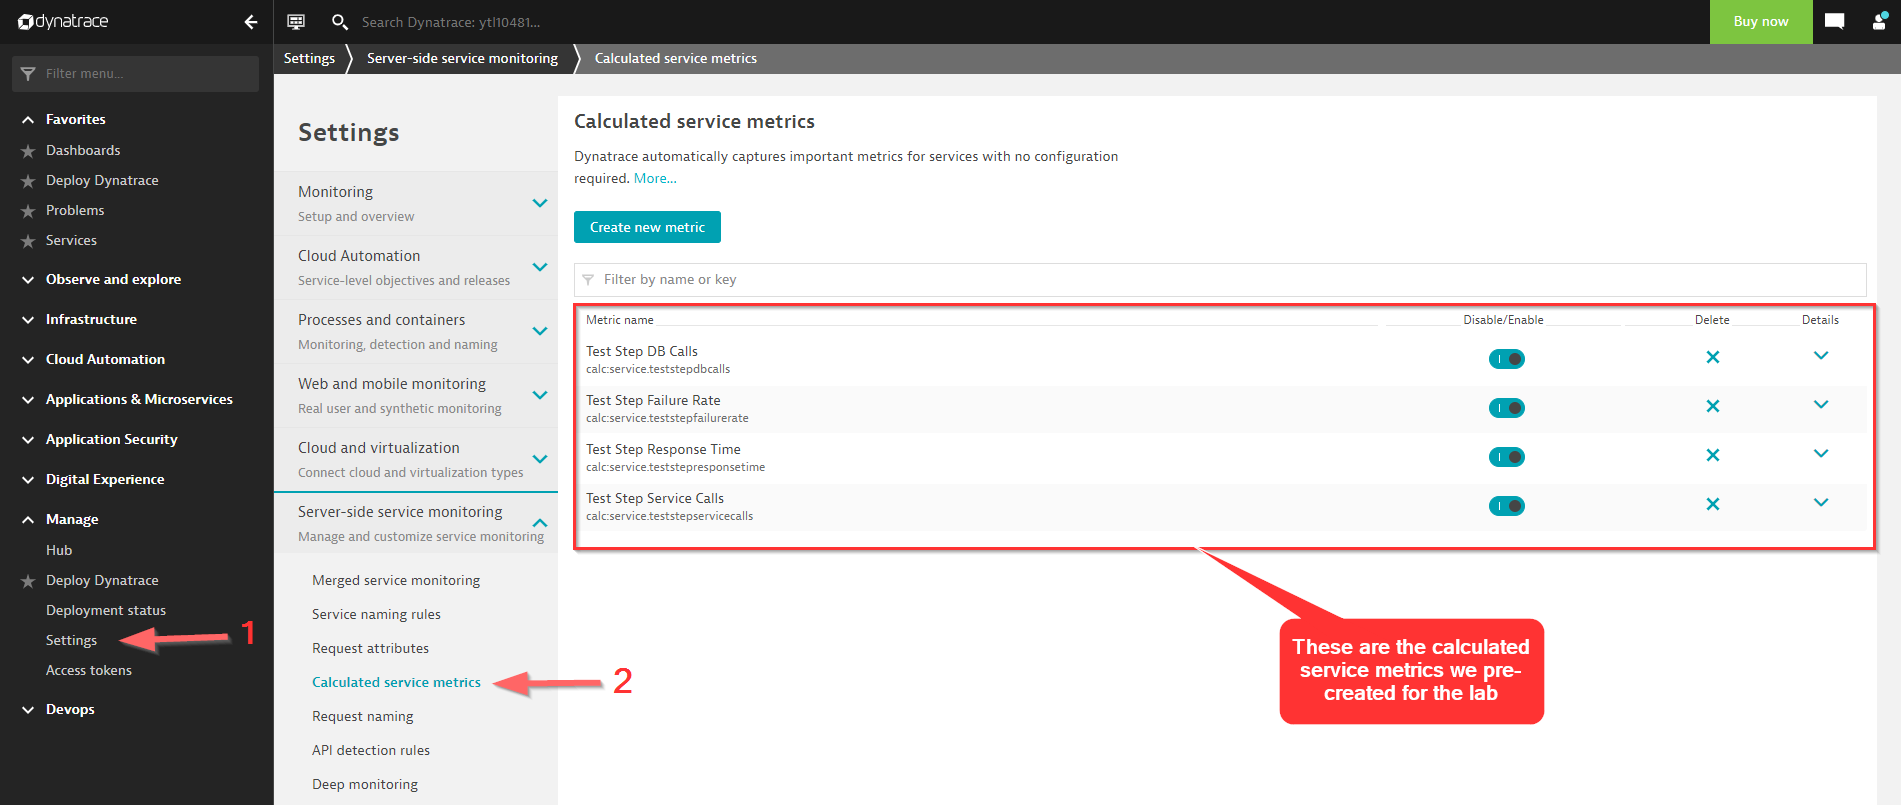 dynatrace
Search Dynatrace: ytl10481...
Buy now
Filter menu...
Favorites
Dashboards
Deploy Dynatrace
Problems
Services
Observe and explore
Infrastructure
Cloud Automation
Applications & Microservices
Application Security
Digital Experience
Manage
Hub
Deploy Dynatrace
Deployment status
Settings
1
Access tokens
Devops
Settings
Server-side service monitoring
Calculated service metrics
Settings
Monitoring
Setup and overview
Cloud Automation
Service-level objectives and releases
Processes and containers
Monitoring, detection and naming
Web and mobile monitoring
Real user and synthetic monitoring
Cloud and virtualization
Connect cloud and virtualization types
Server-side service monitoring
Manage and customize service monitoring
Merged service monitoring
Service naming rules
Request attributes
Calculated service metrics
2
Request naming
API detection rules
Deep monitoring
Calculated service metrics
Dynatrace automatically captures important metrics for services with no configuration
required. More...
Create new metric
Filter by name or key
Metric name Disable/Enable Delete Details
Test Step DB Calls
calc:service.teststepdbcalls
Test Step Failure Rate
calc:service.teststepfailurerate
Test Step Response Time
calc:service.teststepresponsetime
Test Step Service Calls
calc:service.teststepservicecalls
These are the calculated
service metrics we pre-
created for the lab